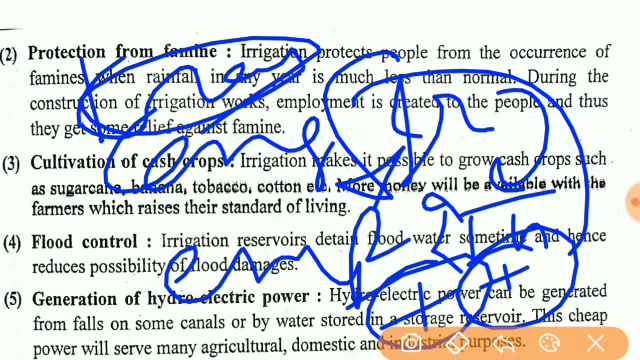 (2) Protection from famine : Irrigation protects people from the occurrence of
famines when rainfall in any year is much less than normal. During the
construction of irrigation works, employment is created to the people and thus
they get some relief against famine.
(3) Cultivation of cash crops : Irrigation makes it possible to grow cash crops such
as sugarcane, banana, tobacco, cotton etc. More money will be available with the
farmers which raises their standard of living.
(4) Flood control : Irrigation reservoirs detain flood water sometime and hence
reduces possibility of flood damages.
(5) Generation of hydro-electric power : Hydro-electric power can be generated
from falls on some canals or by water stored in a storage reservoir. This cheap
power will serve many agricultural, domestic and industrial purposes.